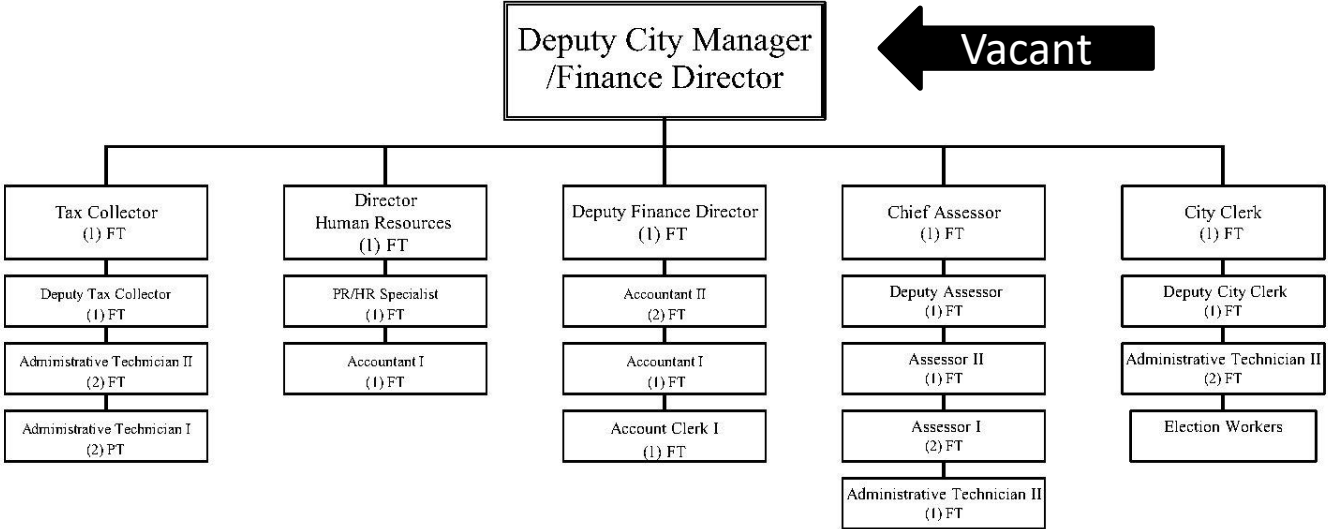 Deputy City Manager
/Finance Director
Vacant
Tax Collector
(1) FT
Deputy Tax Collector
(1) FT
Administrative Technician II
(2) FT
Administrative Technician I
(2) PT
Director
Human Resources
(1) FT
PR/HR Specialist
(1) FT
Accountant I
(1) FT
Deputy Finance Director
(1) FT
Accountant II
(2) FT
Accountant I
(1) FT
Account Clerk I
(1) FT
Chief Assessor
(1) FT
Deputy Assessor
(1) FT
Assessor II
(1) FT
Assessor I
(2) FT
Administrative Technician II
(1) FT
City Clerk
(1) FT
Deputy City Clerk
(1) FT
Administrative Technician II
(2) FT
Election Workers